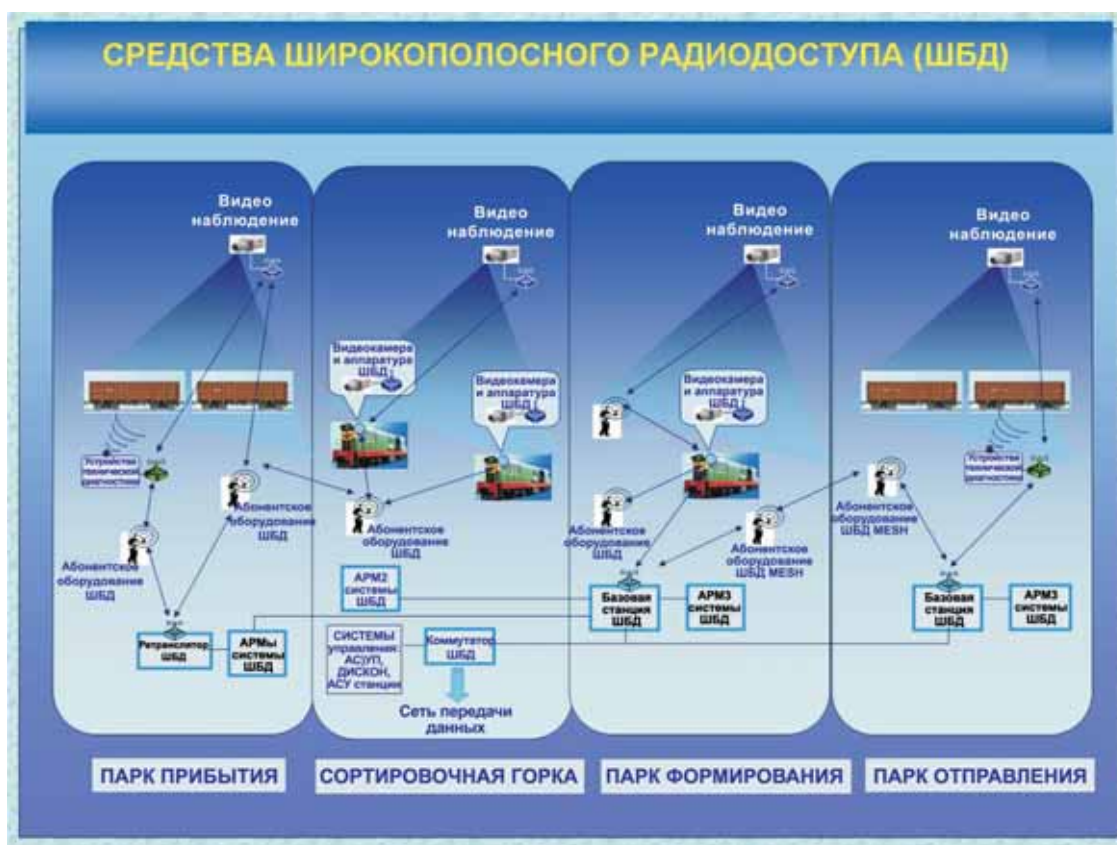 СРЕДСТВА ШИРОКОПОЛОСНОГО РАДИОДОСТУПА (ШБД)
Видео
наблюдение
Устройства
технической
диагностики
Абонентское
оборудование
ШБД
Абонентское
оборудование
ШБД
Ретранслятор
ШБД
АРМы
системы
ШБД
ПАРК ПРИБЫТИЯ
Видео
наблюдение
Видеокамера
и аппаратура
ШБД
Видеокамера
и аппаратура
ШБД
Абонентское
оборудование
ШБД
АРМ2
системы
ШБД
СИСТЕМЫ
управления:
АС)УП,
ДИСКОН,
АСУ станции
Коммутатор
ШБД
Сеть передачи
данных
СОРТИРОВОЧНАЯ ГОРКА
Видео
наблюдение
Видеокамера
и аппаратура
ШБД
Абонентское
оборудование
ШБД
Абонентское
оборудование
ШБД MESH
Базовая
станция
ШБД
АРМ3
системы
ШБД
ПАРК ФОРМИРОВАНИЯ
Видео
наблюдение
Устройства
технической
диагностики
Абонентское
оборудование
ШБД MESH
Базовая
станция
ШБД
АРМ3
системы
ШБД
ПАРК ОТПРАВЛЕНИЯ